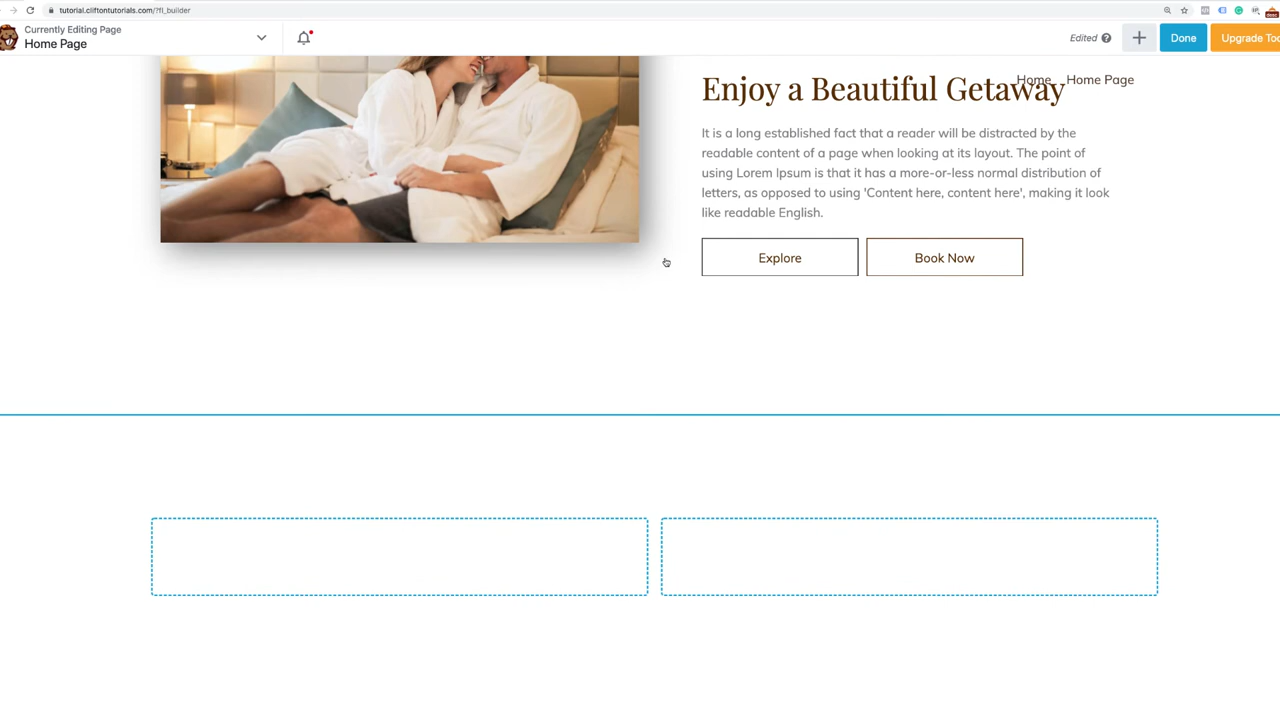 tutorial.cliftontutorials.com/?fl_builder
Currently Editing Page
Home Page
Edited
Done
Upgrade
Home Home Page
Enjoy a Beautiful Getaway
It is a long established fact that a reader will be distracted by the
readable content of a page when looking at its layout. The point of
using Lorem Ipsum is that it has a more-or-less normal distribution of
letters, as opposed to using 'Content here, content here', making it look
like readable English.
Explore
Book Now